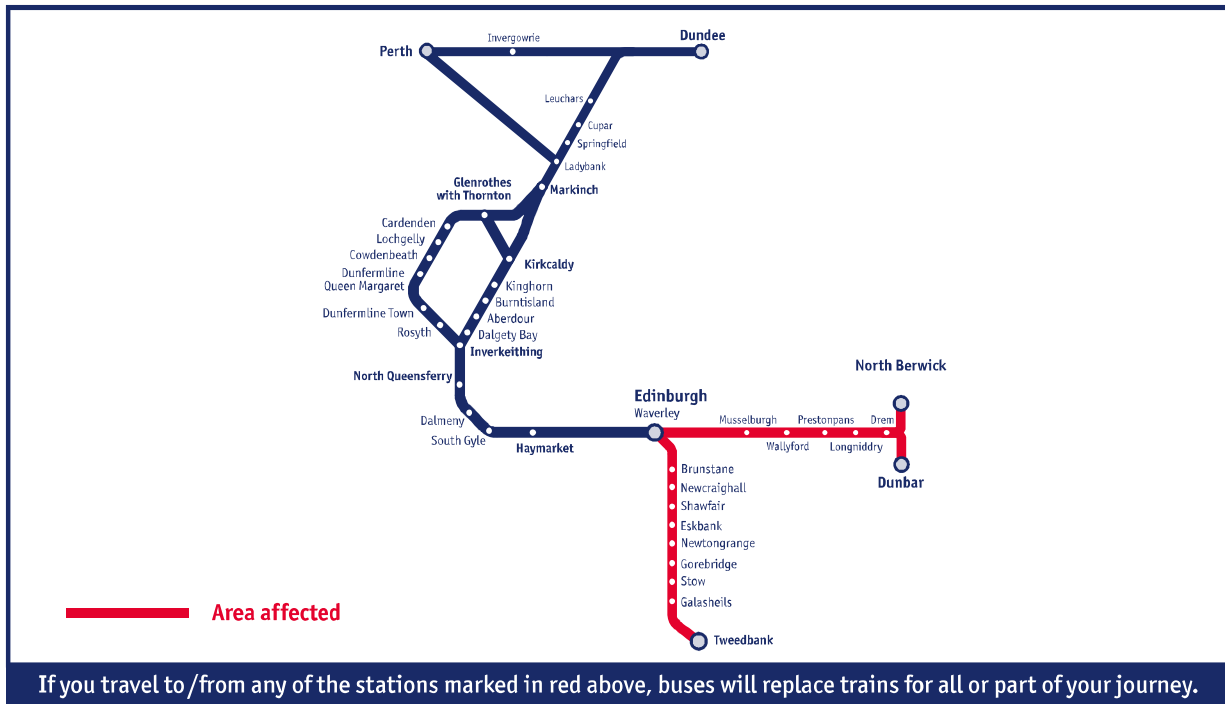 Invergowrie
Dundee
Perth
Leuchars
Cupar
Springfield
Ladybank
Glenrothes
with Thornton
Markinch
Cardenden
Lochgelly
Cowdenbeath
Dunfermline
Queen Margaret
Dunfermline Town
Rosyth
Kirkcaldy
Kinghorn
Burntisland
Aberdour
Dalgety Bay
Inverkeithing
North Queensferry
Dalmeny
South Gyle
Haymarket
Edinburgh
Waverley
North Berwick
Musselburgh
Prestonpans
Drem
Wallyford
Longniddry
Dunbar
Brunstane
Newcraighall
Shawfair
Eskbank
Newtongrange
Gorebridge
Stow
Galasheils
Tweedbank
Area affected
If you travel to/from any of the stations marked in red above, buses will replace trains for all or part of your journey.